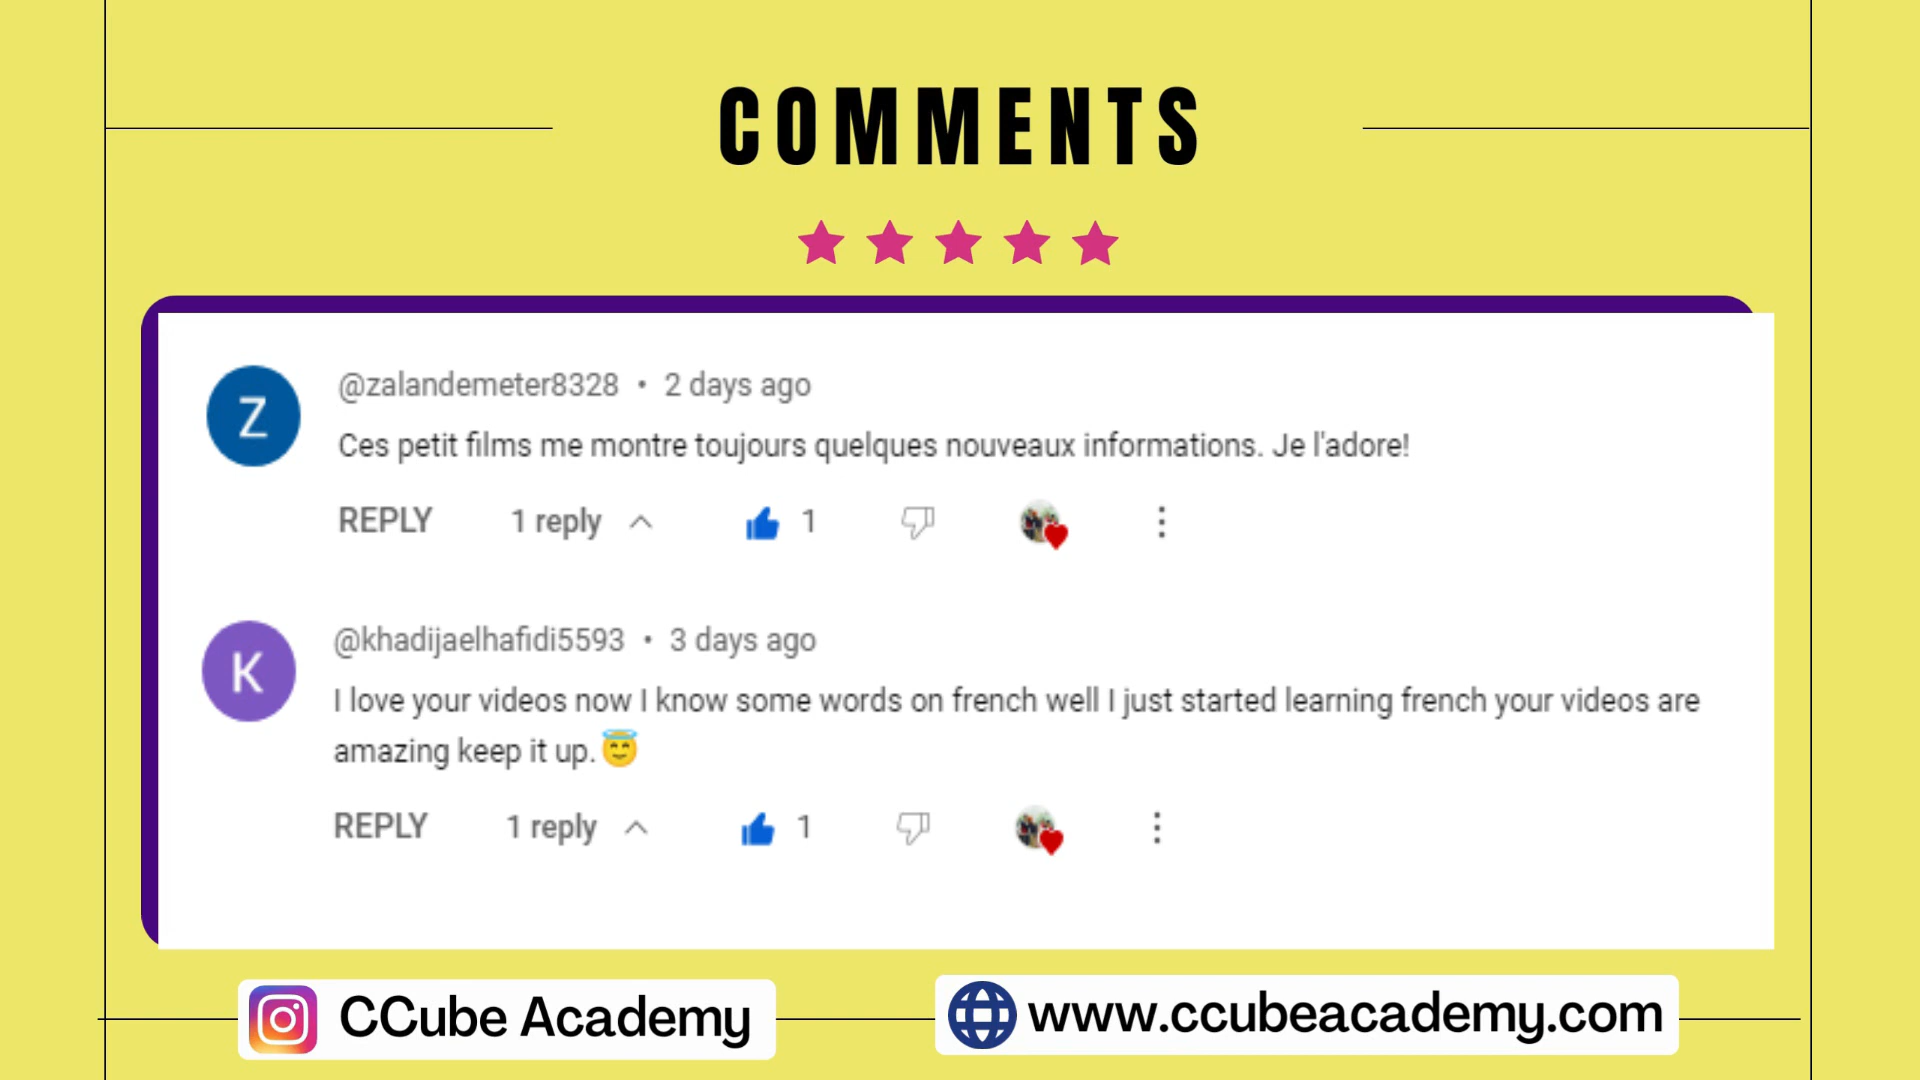 COMMENTS
Z
@zalandemeter8328 • 2 days ago
Ces petit films me montre toujours quelques nouveaux informations. Je l'adore!
REPLY 1 reply 1
K
@khadijaelhafidi5593 • 3 days ago
I love your videos now I know some words on french well I just started learning french your videos are
amazing keep it up.😇
REPLY 1 reply 1
CCube Academy
www.ccubeacademy.com